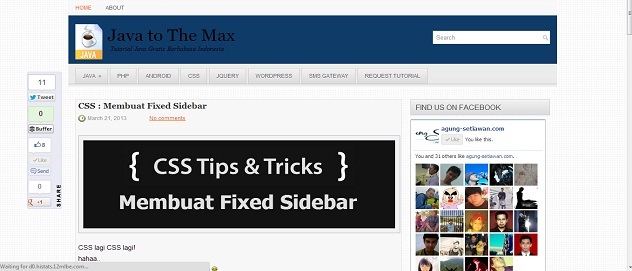 HOME ABOUT
Java to The Max
Tutorial Java Gratis Berbahasa Indonesia
JAVA
Search
JAVA » PHP ANDROID CSS JQUERY WORDPRESS SMS GATEWAY REQUEST TUTORIAL
11
Tweet
0
Buffer
8
Like
Send
0
+1
SHARE
CSS : Membuat Fixed Sidebar
March 21, 2013 No comments
{ CSS Tips & Tricks }
Membuat Fixed Sidebar
CSS lagi CSS lagi!
hahaa..
FIND US ON FACEBOOK
agung-setiawan.com
Like You like this.
You and 31 others like agung-setiawan.com.
Waiting for d0.histats.12mlbe.com...